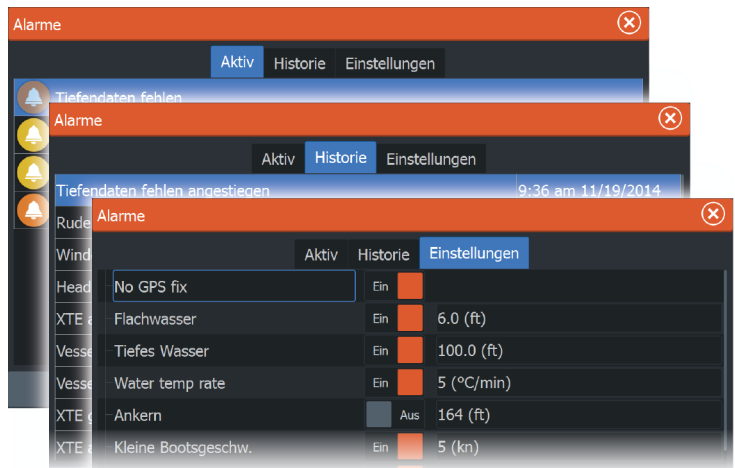 Alarme
Aktiv Historie Einstellungen
Tiefendaten fehlen
Alarme
Aktiv Historie Einstellungen
Tiefendaten fehlen angestiegen 9:36 am 11/19/2014
Rude
Wind
Head
XTE a
Vesse
Vesse
XTE g
XTE a
Alarme
Aktiv Historie Einstellungen
No GPS fix Ein
Flachwasser Ein 6.0 (ft)
Tiefes Wasser Ein 100.0 (ft)
Water temp rate Ein 5 (ºC/min)
Ankern Aus 164 (ft)
Kleine Bootsgeschw. Ein 5 (kn)